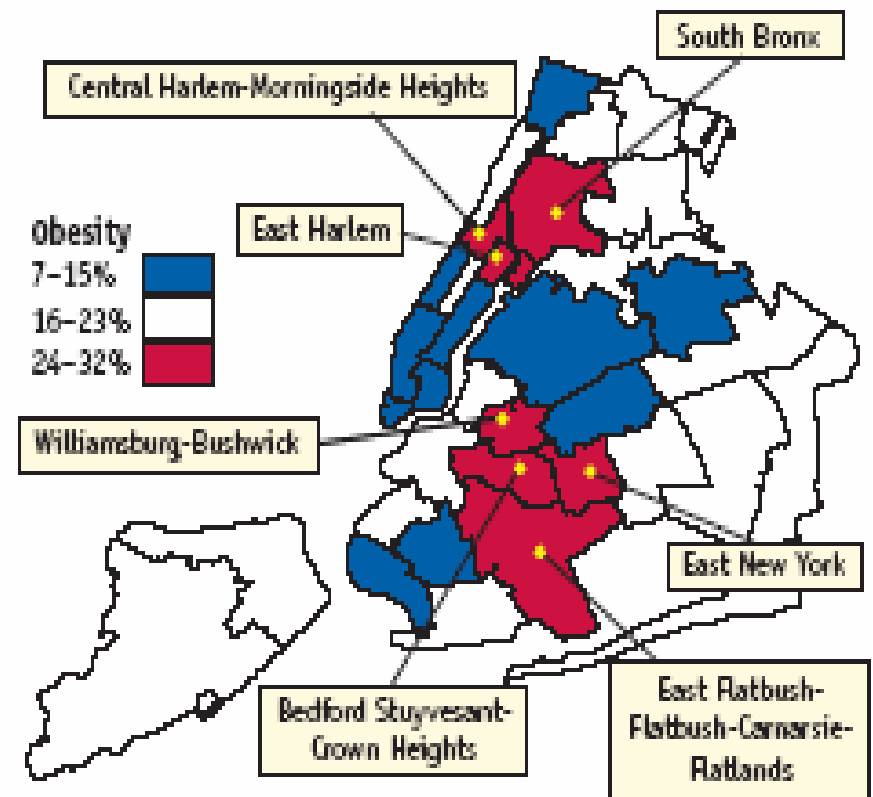 South Bronx
Central Harlem-Morningside Heights
East Harlem
Obesity
7-15%
16-23%
24-32%
Williamsburg-Bushwick
East New York
Bedford Stuyvesant-
Crown Heights
East Flatbush-
Flatbush-Carnarsie-
Flatlands